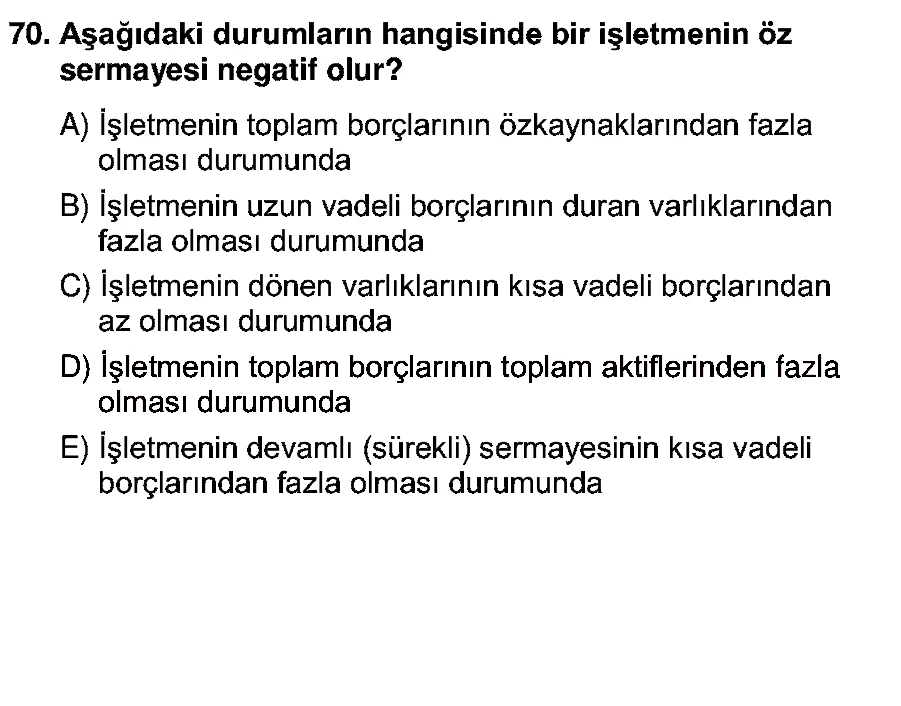 70. Aşağıdaki durumların hangisinde bir işletmenin öz
sermayesi negatif olur?
A) İşletmenin toplam borçlarının özkaynaklarından fazla
olması durumunda
B) İşletmenin uzun vadeli borçlarının duran varlıklarından
fazla olması durumunda
C) İşletmenin dönen varlıklarının kısa vadeli borçlarından
az olması durumunda
D) İşletmenin toplam borçlarının toplam aktiflerinden fazla
olması durumunda
E) İşletmenin devamlı (sürekli) sermayesinin kısa vadeli
borçlarından fazla olması durumunda